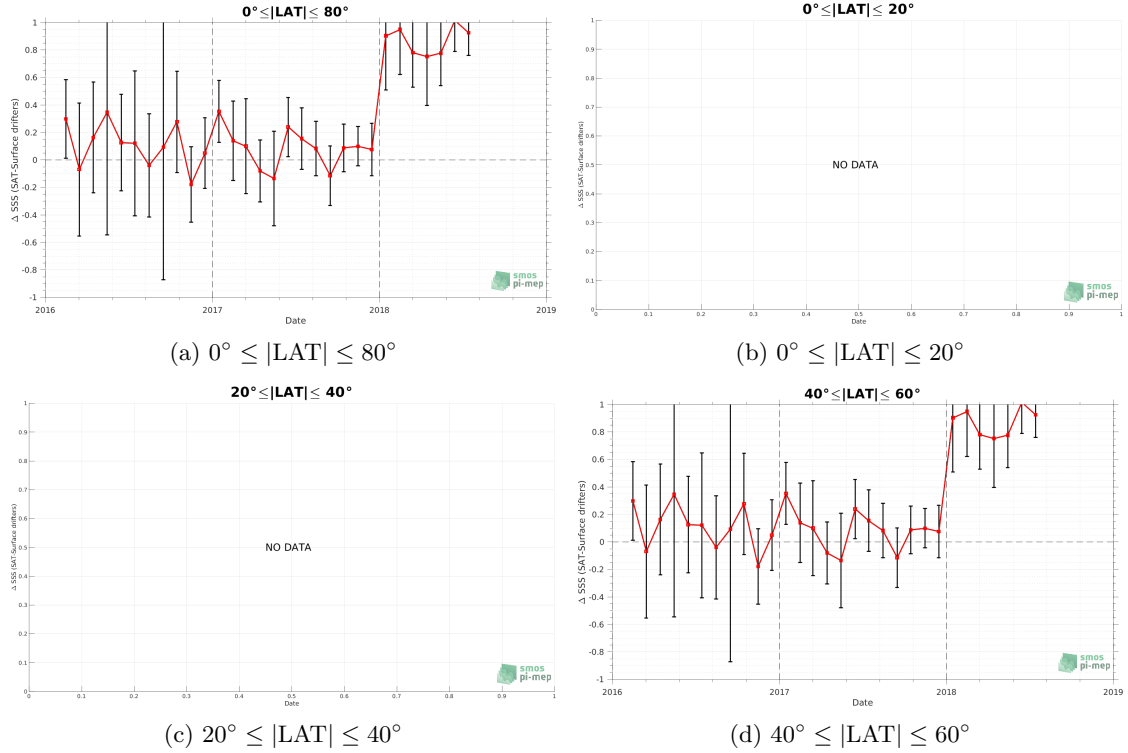 0°≤|LAT|≤ 80°
Δ SSS (SAT-Surface drifters)
1
0.8
0.6
0.4
0.2
0
-0.2
-0.4
-0.6
-0.8
-1
2016
2017
2018
2019
Date
smos
pi-mep
(a) 0° ≤ |LAT| ≤ 80°
0°≤|LAT|≤ 20°
Δ SSS (SAT-Surface drifters)
1
0.9
0.8
0.7
0.6
0.5
0.4
0.3
0.2
0.1
0
NO DATA
0
0.1
0.2
0.3
0.4
0.5
0.6
0.7
0.8
0.9
1
Date
smos
pi-mep
(b) 0° ≤ |LAT| ≤ 20°
20°≤|LAT|≤ 40°
Δ SSS (SAT-Surface drifters)
1
0.9
0.8
0.7
0.6
0.5
0.4
0.3
0.2
0.1
0
NO DATA
0
0.1
0.2
0.3
0.4
0.5
0.6
0.7
0.8
0.9
1
Date
smos
pi-mep
(c) 20° ≤ |LAT| ≤ 40°
40°≤|LAT|≤ 60°
Δ SSS (SAT-Surface drifters)
1
0.8
0.6
0.4
0.2
0
-0.2
-0.4
-0.6
-0.8
-1
2016
2017
2018
2019
Date
smos
pi-mep
(d) 40° ≤ |LAT| ≤ 60°